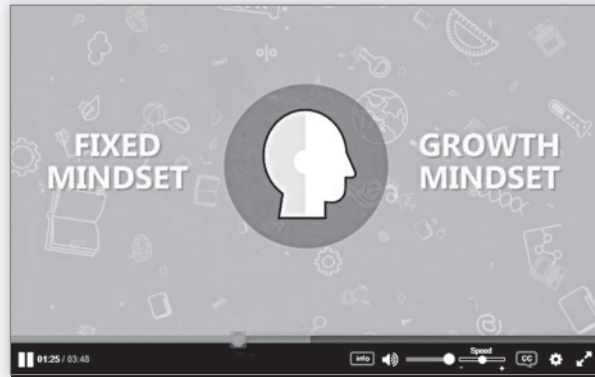 FIXED
MINDSET
GROWTH
MINDSET
01:25 / 03:48
info
Speed
- +
CC